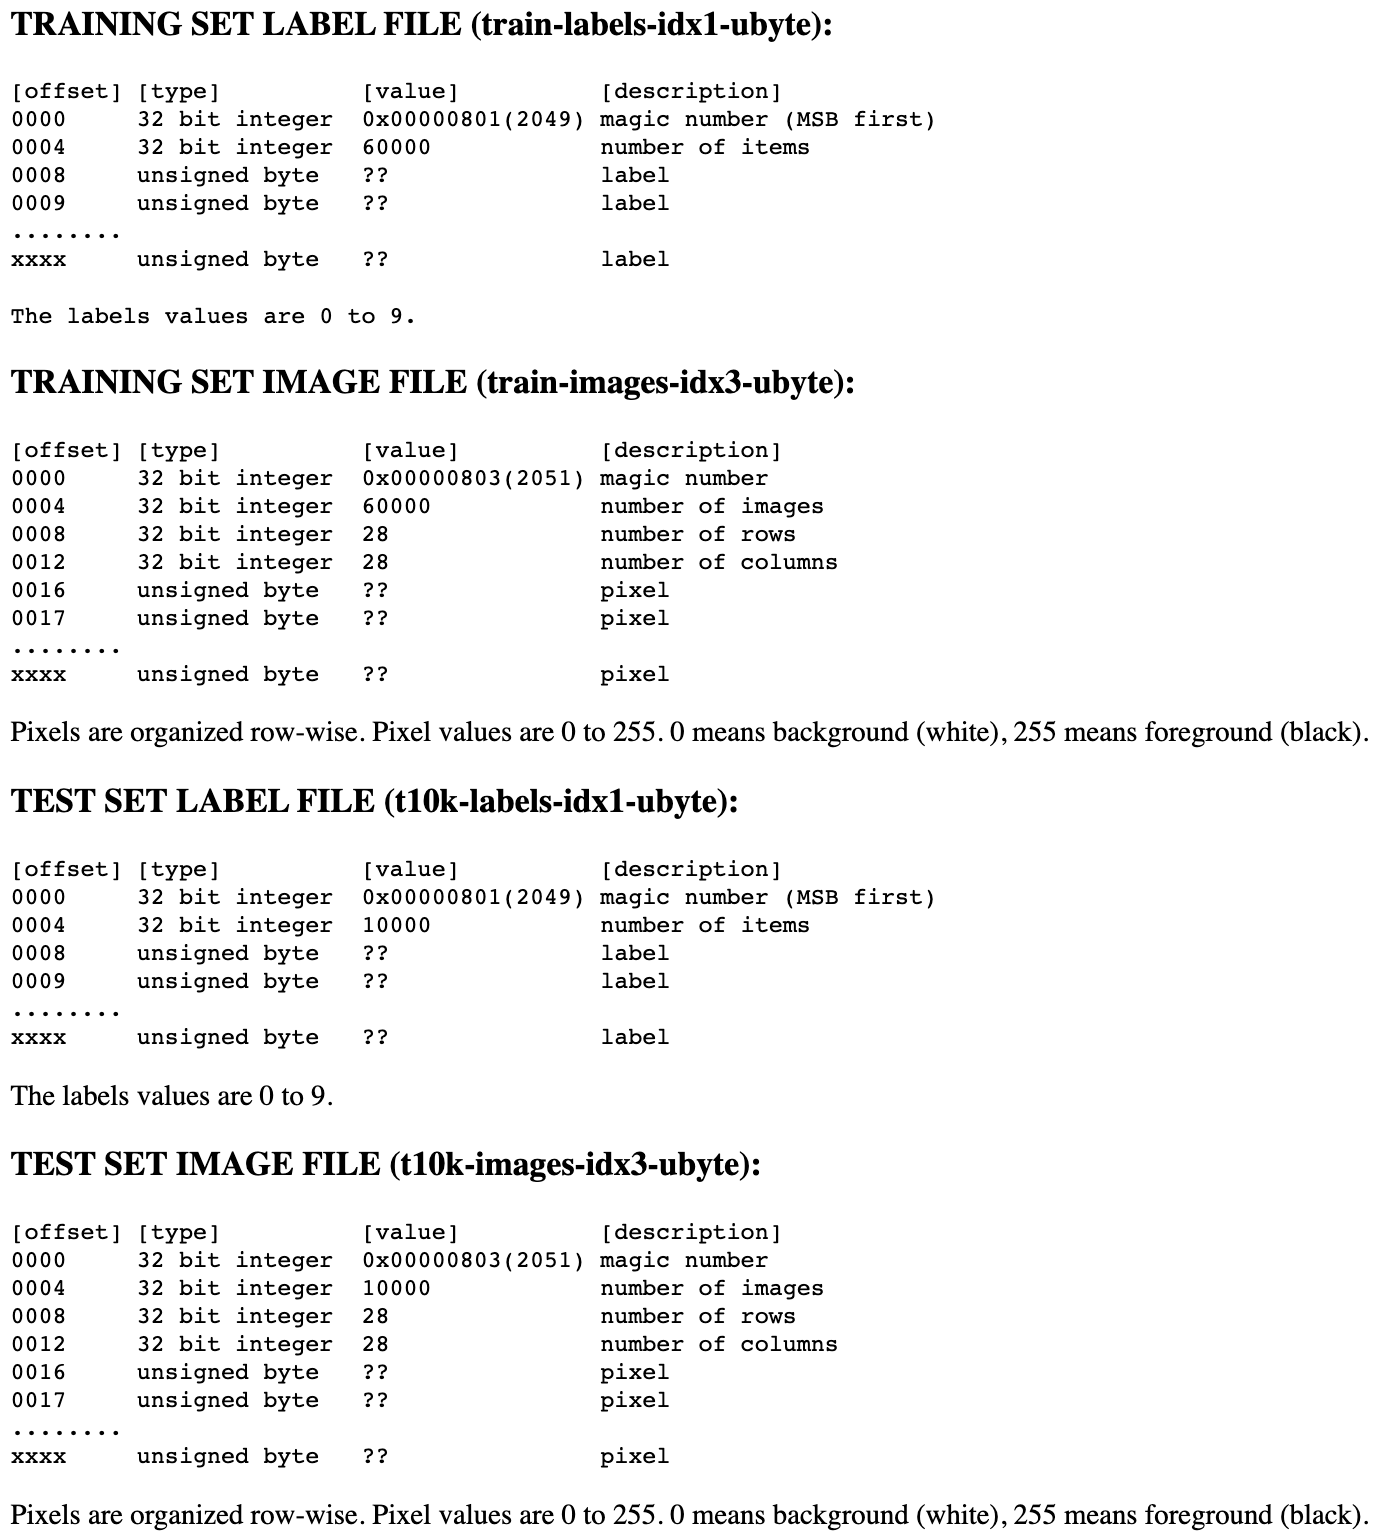 TRAINING SET LABEL FILE (train-labels-idx1-ubyte):
[offset] [type]          [value]          [description]
0000     32 bit integer  0x00000801(2049) magic number (MSB first)
0004     32 bit integer  60000            number of items
0008     unsigned byte   ??               label
0009     unsigned byte   ??               label
........
xxxx     unsigned byte   ??               label
The labels values are 0 to 9.
TRAINING SET IMAGE FILE (train-images-idx3-ubyte):
[offset] [type]          [value]          [description]
0000     32 bit integer  0x00000803(2051) magic number
0004     32 bit integer  60000            number of images
0008     32 bit integer  28               number of rows
0012     32 bit integer  28               number of columns
0016     unsigned byte   ??               pixel
0017     unsigned byte   ??               pixel
........
xxxx     unsigned byte   ??               pixel
Pixels are organized row-wise. Pixel values are 0 to 255. 0 means background (white), 255 means foreground (black).
TEST SET LABEL FILE (t10k-labels-idx1-ubyte):
[offset] [type]          [value]          [description]
0000     32 bit integer  0x00000801(2049) magic number (MSB first)
0004     32 bit integer  10000            number of items
0008     unsigned byte   ??               label
0009     unsigned byte   ??               label
........
xxxx     unsigned byte   ??               label
The labels values are 0 to 9.
TEST SET IMAGE FILE (t10k-images-idx3-ubyte):
[offset] [type]          [value]          [description]
0000     32 bit integer  0x00000803(2051) magic number
0004     32 bit integer  10000            number of images
0008     32 bit integer  28               number of rows
0012     32 bit integer  28               number of columns
0016     unsigned byte   ??               pixel
0017     unsigned byte   ??               pixel
........
xxxx     unsigned byte   ??               pixel
Pixels are organized row-wise. Pixel values are 0 to 255. 0 means background (white), 255 means foreground (black).